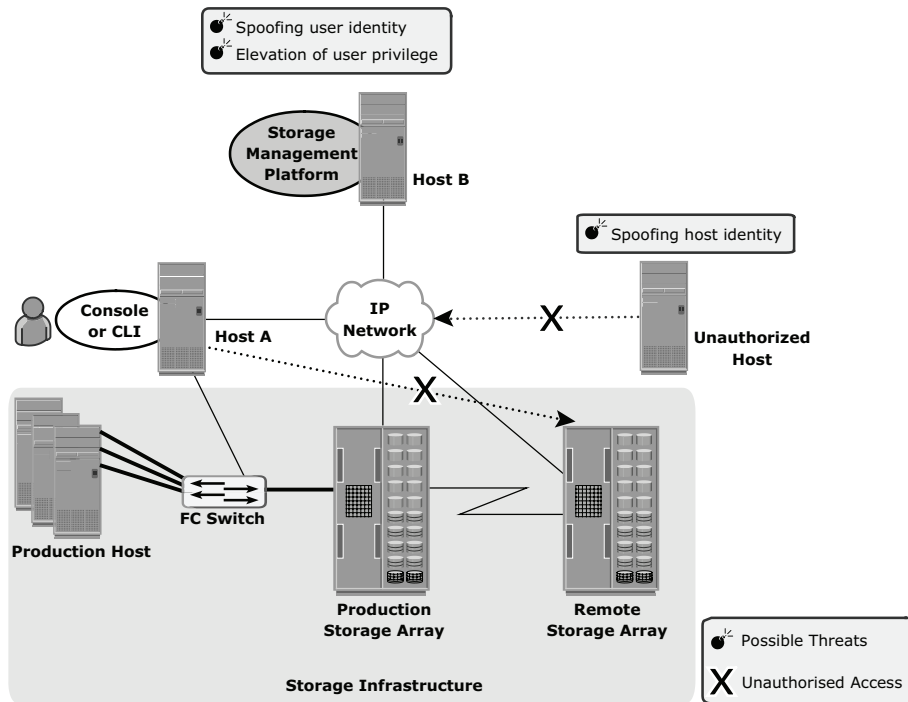 Spoofing user identity
Elevation of user privilege
Storage
Management
Platform
Host B
Spoofing host identity
Console
or CLI
Host A
IP
Network
X
Unauthorized
Host
X
FC Switch
Production Host
Production
Storage Array
Remote
Storage Array
Storage Infrastructure
Possible Threats
X Unauthorised Access